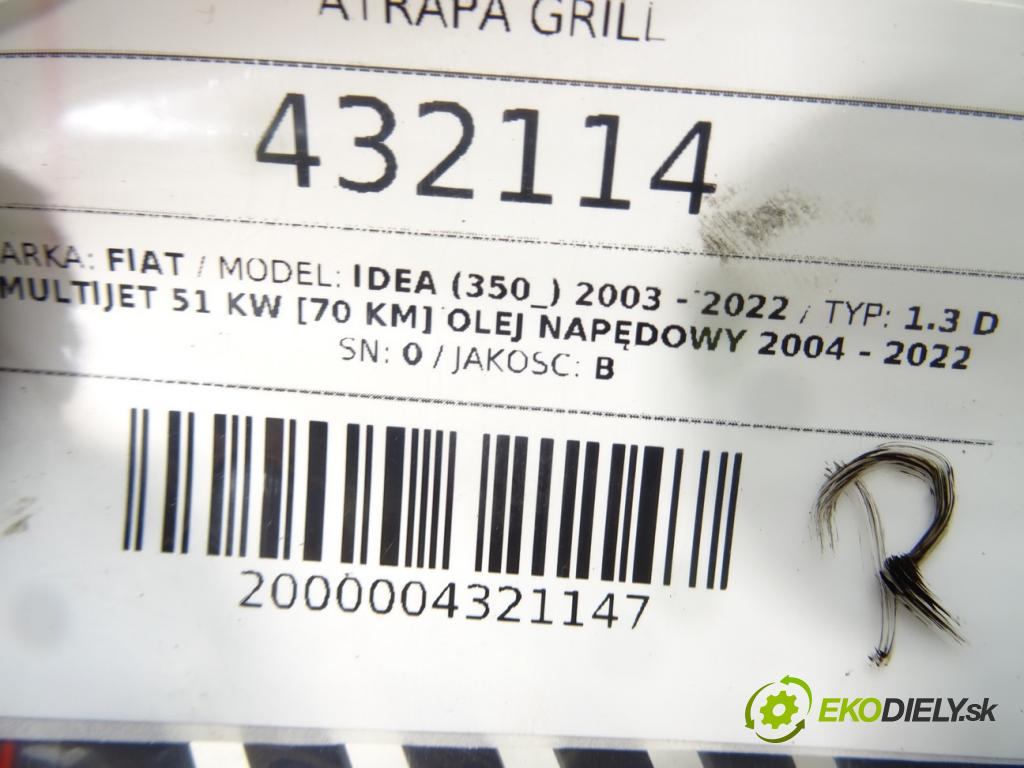 ATRAPA GRILL
432114
ARKA: FIAT / MODEL: IDEA (350_) 2003 - 2022 / TYP: 1.3 D
MULTIJET 51 KW [70 KM] OLEJ NAPĘDOWY 2004 - 2022
SN: 0 / JAKOSC: B
2000004321147
R
EKODIELY.sk